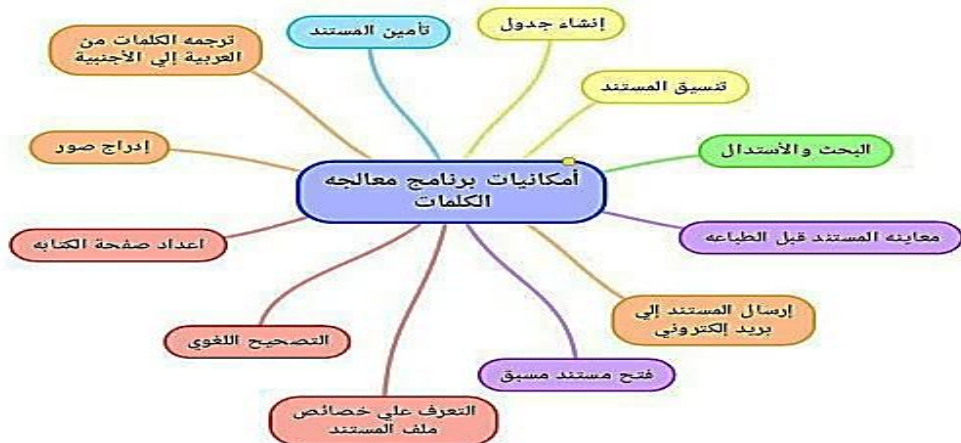 إنشاء جدول
تأمين المستند
ترجمه الكلمات من
العربية إلي الأجنبية
تنسيق المستند
البحث والأستدال
إدراج صور
أمكانيات برنامج معالجه
الكلمات
معاينه المستند قبل الطباعه
اعداد صفحة الكتابه
إرسال المستند إلي
بريد إلكتروني
التصحيح اللغوي
فتح مستند مسبق
التعرف علي خصائص
ملف المستند